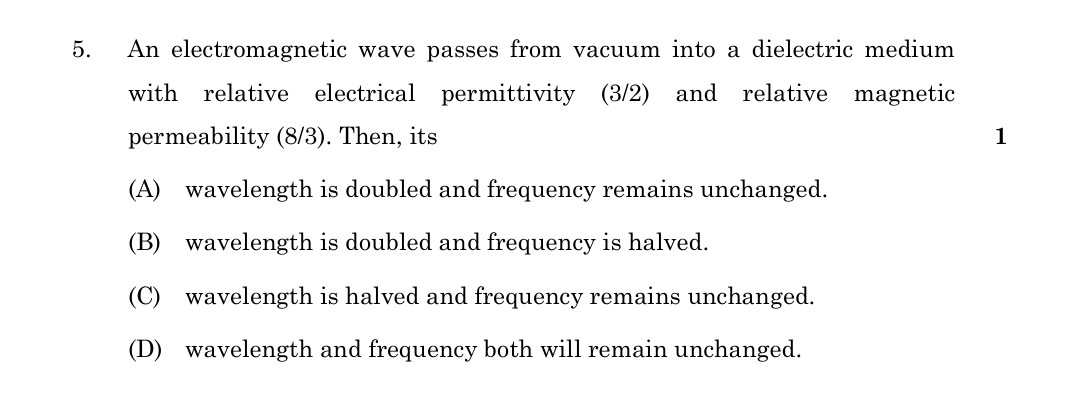 5. An electromagnetic wave passes from vacuum into a dielectric medium
with relative electrical permittivity (3/2) and relative magnetic
permeability (8/3). Then, its 1
(A) wavelength is doubled and frequency remains unchanged.
(B) wavelength is doubled and frequency is halved.
(C) wavelength is halved and frequency remains unchanged.
(D) wavelength and frequency both will remain unchanged.